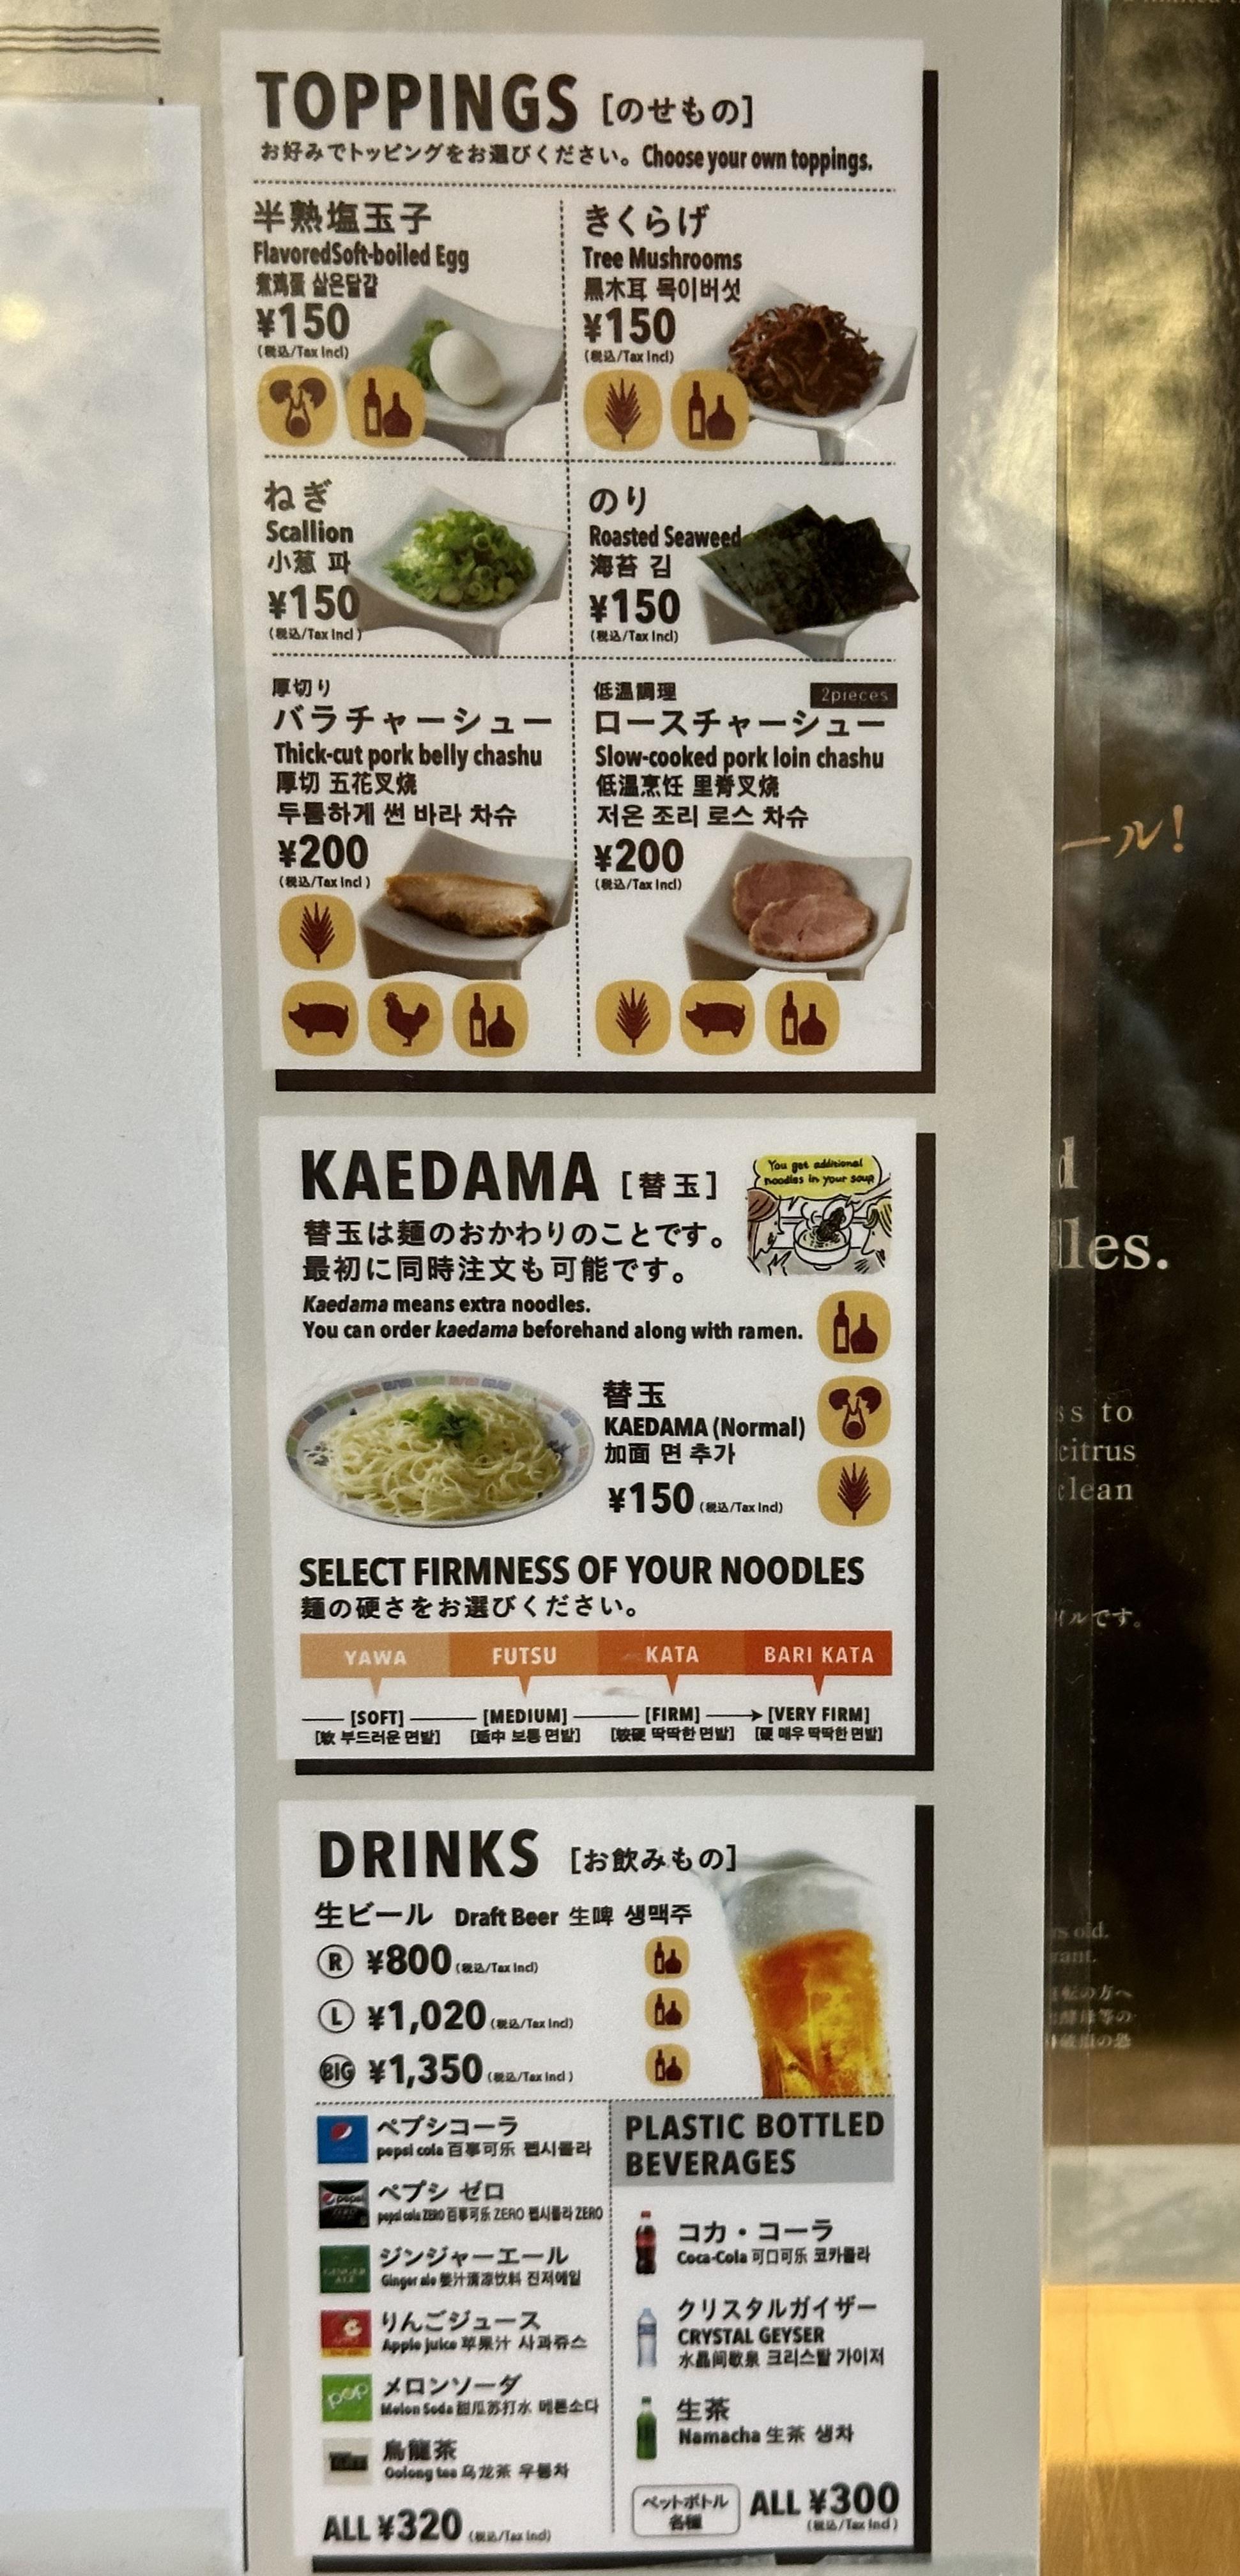 TOPPINGS [のせもの]
お好みでトッピングをお選びください。Choose your own toppings.
半熟塩玉子
FlavoredSoft-boiled Egg
煮鸡蛋 삶은달걀
¥150
(税込/Tax Incl)
きくらげ
Tree Mushrooms
黑木耳 목이버섯
¥150
(税込/Tax Incl)
ねぎ
Scallion
小葱 파
¥150
(税込/Tax Incl)
のり
Roasted Seaweed
海苔 김
¥150
(税込/Tax Incl)
厚切り
バラチャーシュー
Thick-cut pork belly chashu
厚切 五花叉烧
두툼하게 썬 바라 차슈
¥200
(税込/Tax Incl)
低温調理
2pieces
ロースチャーシュー
Slow-cooked pork loin chashu
低温烹饪 里脊叉烧
저온 조리 로스 차슈
¥200
(税込/Tax Incl)
KAEDAMA [替玉]
You get additional
noodles in your soup
替玉は麺のおかわりのことです。
最初に同時注文も可能です。
Kaedama means extra noodles.
You can order kaedama beforehand along with ramen.
替玉
KAEDAMA (Normal)
加面 면 추가
¥150 (税込/Tax Incl)
SELECT FIRMNESS OF YOUR NOODLES
麺の硬さをお選びください。
YAWA FUTSU KATA BARI KATA
[SOFT] [MEDIUM] [FIRM] [VERY FIRM]
[软 부드러운 면발] [适中 보통 면발] [较硬 딱딱한 면발] [硬 매우 딱딱한 면발]
DRINKS [お飲みもの]
生ビール Draft Beer 生啤 생맥주
R ¥800 (税込/Tax Incl)
L ¥1,020 (税込/Tax Incl)
BIG ¥1,350 (税込/Tax Incl)
ペプシコーラ
pepsi cola 百事可乐 펩시콜라
ペプシ ゼロ
pepsi cola ZERO 百事可乐 ZERO 펩시콜라 ZERO
ジンジャーエール
Ginger ale 姜汁清凉饮料 진저에일
りんごジュース
Apple juice 苹果汁 사과쥬스
pop
メロンソーダ
Melon Soda 甜瓜苏打水 메론소다
烏龍茶
Oolong tea 乌龙茶 우롱차
ALL ¥320 (税込/Tax Incl)
PLASTIC BOTTLED
BEVERAGES
コカ・コーラ
Coca-Cola 可口可乐 코카콜라
クリスタルガイザー
CRYSTAL GEYSER
水晶间歇泉 크리스탈 가이저
生茶
Namacha 生茶 생차
ペットボトル
各種
ALL ¥300
(税込/Tax Incl)
ール!
d
les.
ss to
citrus
clean
イルです。
rs old.
rant.